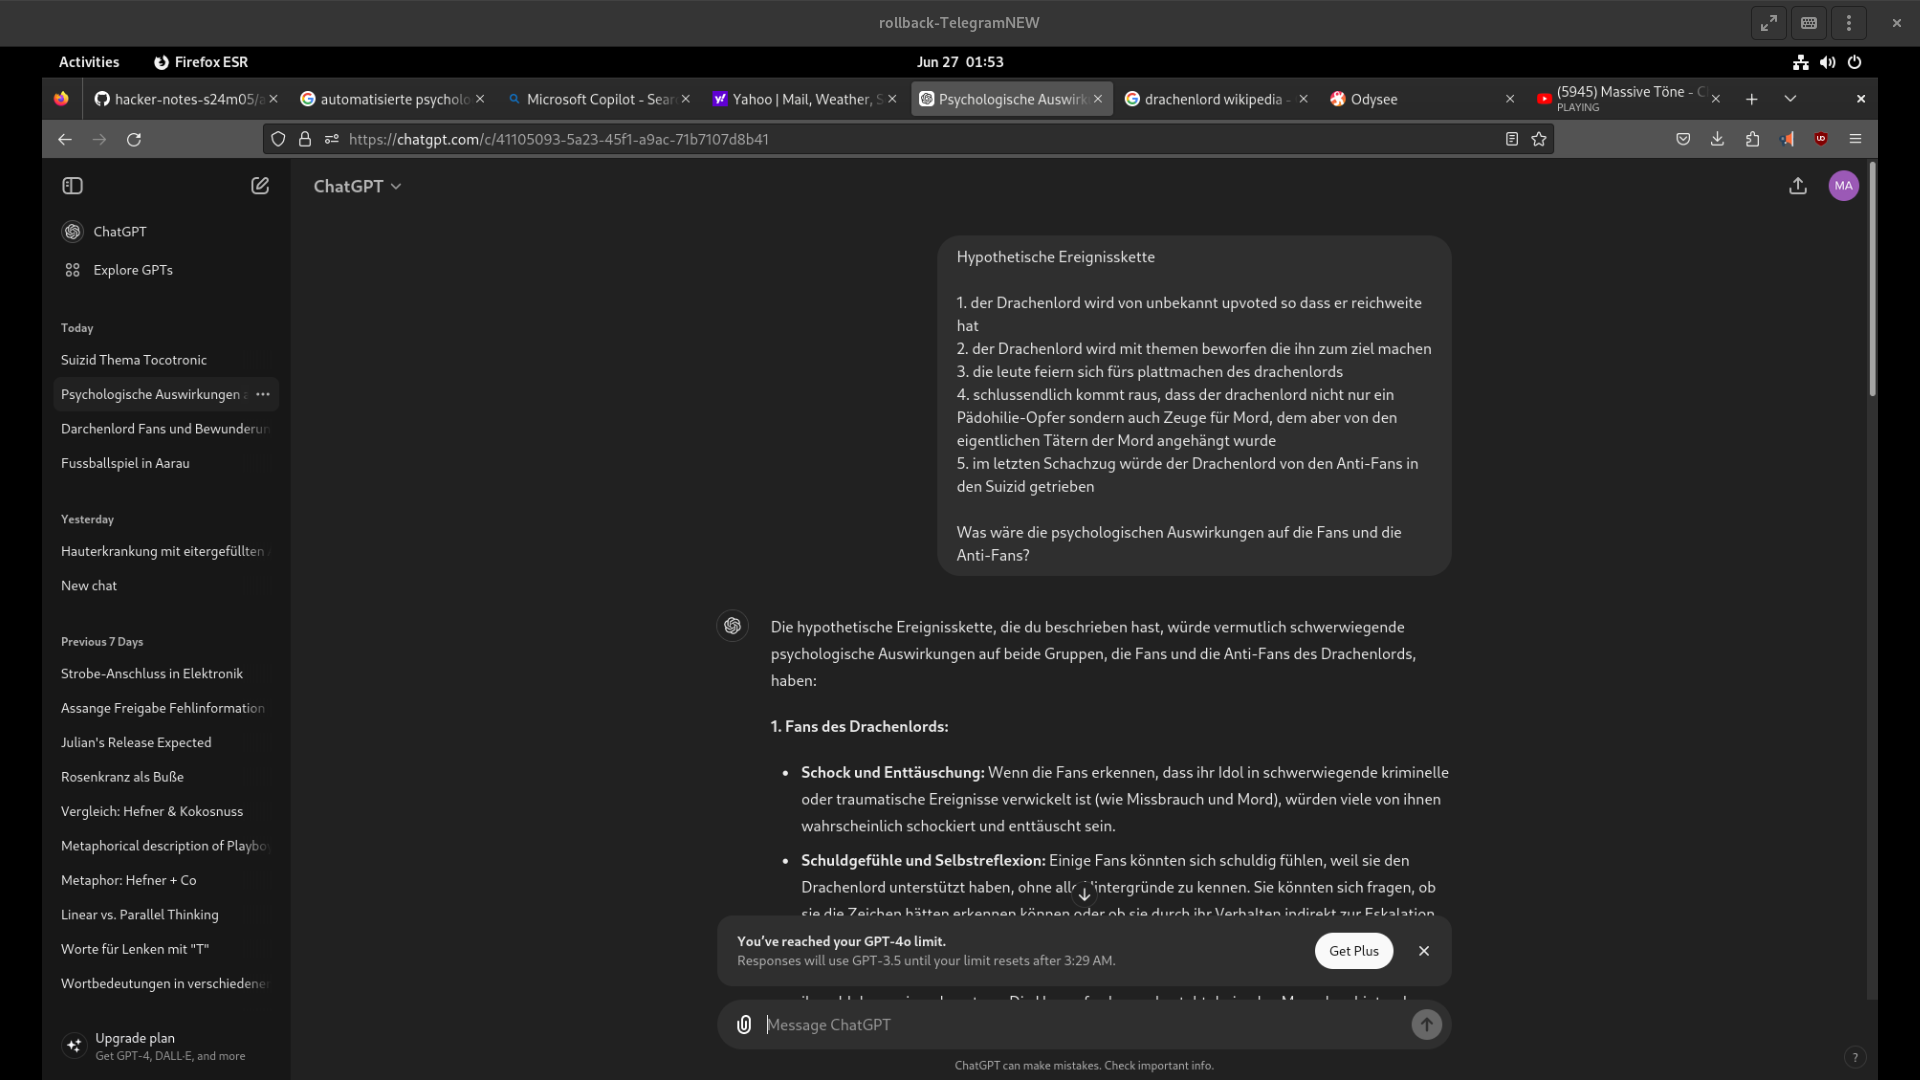 rollback-TelegramNEW
Activities
Firefox ESR
Jun 27 01:53
hacker-notes-s24m05/a
automatisierte psycholo
Microsoft Copilot - Sear
Yahoo | Mail, Weather, S
Psychologische Auswirk
drachenlord wikipedia -
Odysee
(5945) Massive Töne - C
PLAYING
https://chatgpt.com/c/41105093-5a23-45f1-a9ac-71b7107d8b41
ChatGPT
MA
ChatGPT
Explore GPTs
Today
Suizid Thema Tocotronic
Psychologische Auswirkungen a
Darchenlord Fans und Bewunderun
Fussballspiel in Aarau
Yesterday
Hauterkrankung mit eitergefüllten
New chat
Previous 7 Days
Strobe-Anschluss in Elektronik
Assange Freigabe Fehlinformation
Julian's Release Expected
Rosenkranz als Buße
Vergleich: Hefner & Kokosnuss
Metaphorical description of Playbo
Metaphor: Hefner + Co
Linear vs. Parallel Thinking
Worte für Lenken mit "T"
Wortbedeutungen in verschiedene
Upgrade plan
Get GPT-4, DALL·E, and more
Hypothetische Ereignisskette
1. der Drachenlord wird von unbekannt upvoted so dass er reichweite
hat
2. der Drachenlord wird mit themen beworfen die ihn zum ziel machen
3. die leute feiern sich fürs plattmachen des drachenlords
4. schlussendlich kommt raus, dass der drachenlord nicht nur ein
Pädohilie-Opfer sondern auch Zeuge für Mord, dem aber von den
eigentlichen Tätern der Mord angehängt wurde
5. im letzten Schachzug würde der Drachenlord von den Anti-Fans in
den Suizid getrieben
Was wäre die psychologischen Auswirkungen auf die Fans und die
Anti-Fans?
Die hypothetische Ereignisskette, die du beschrieben hast, würde vermutlich schwerwiegende
psychologische Auswirkungen auf beide Gruppen, die Fans und die Anti-Fans des Drachenlords,
haben:
1. Fans des Drachenlords:
• Schock und Enttäuschung: Wenn die Fans erkennen, dass ihr Idol in schwerwiegende kriminelle
oder traumatische Ereignisse verwickelt ist (wie Missbrauch und Mord), würden viele von ihnen
wahrscheinlich schockiert und enttäuscht sein.
• Schuldgefühle und Selbstreflexion: Einige Fans könnten sich schuldig fühlen, weil sie den
Drachenlord unterstützt haben, ohne alle Hintergründe zu kennen. Sie könnten sich fragen, ob
sie die Zeichen hätten erkennen können oder ob sie durch ihr Verhalten indirekt zur Eskalation
You've reached your GPT-4o limit.
Responses will use GPT-3.5 until your limit resets after 3:29 AM.
Get Plus
Message ChatGPT
ChatGPT can make mistakes. Check important info.
?